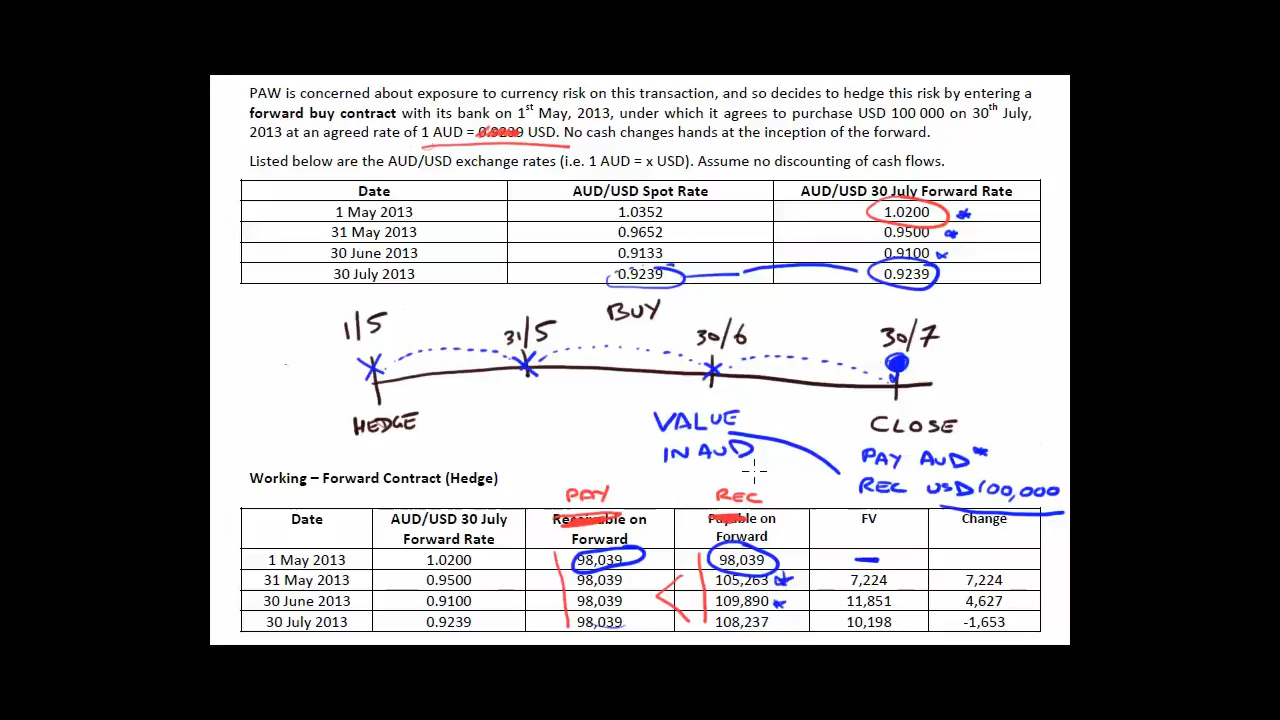 PAW is concerned about exposure to currency risk on this transaction, and so decides to hedge this risk by entering a
forward buy contract with its bank on 1st May, 2013, under which it agrees to purchase USD 100 000 on 30th July,
2013 at an agreed rate of 1 AUD = USD. No cash changes hands at the inception of the forward.
Listed below are the AUD/USD exchange rates (i.e. 1 AUD = x USD). Assume no discounting of cash flows.
Date AUD/USD Spot Rate AUD/USD 30 July Forward Rate
1 May 2013 1.0352 1.0200 *
31 May 2013 0.9652 0.9500 *
30 June 2013 0.9133 0.9100 *
30 July 2013 0.9239 0.9239
BUY
1/5 31/5 30/6 30/7
HEDGE VALUE CLOSE
IN AUD PAY AUD*
REC USD100,000
Working – Forward Contract (Hedge)
PAY REC
Date AUD/USD 30 July Receivable on Payable on FV Change
Forward Rate Forward Forward
1 May 2013 1.0200 98,039 98,039 —
31 May 2013 0.9500 98,039 105,263 * 7,224 7,224
30 June 2013 0.9100 98,039 109,890 * 11,851 4,627
30 July 2013 0.9239 98,039 108,237 10,198 -1,653